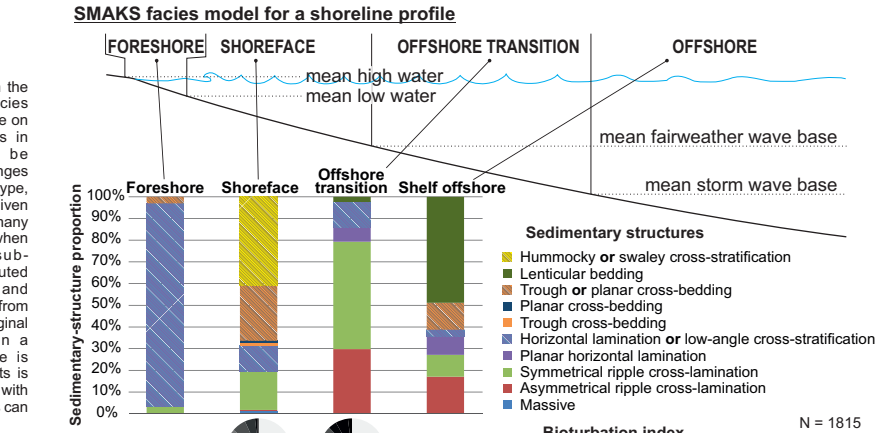 SMAKS facies model for a shoreline profile
FORESHORE SHOREFACE OFFSHORE TRANSITION OFFSHORE
mean high water
mean low water
mean fairweather wave base
mean storm wave base
the
cies
e on
s in
be
nges
ype,
iven
many
when
sub-
uted
and
from
ginal
n a
e is
ts is
with
can
Sedimentary-structure proportion
Foreshore Shoreface Offshore transition Shelf offshore
100%
90%
80%
70%
60%
50%
40%
30%
20%
10%
0%
Sedimentary structures
Hummocky or swaley cross-stratification
Lenticular bedding
Trough or planar cross-bedding
Planar cross-bedding
Trough cross-bedding
Horizontal lamination or low-angle cross-stratification
Planar horizontal lamination
Symmetrical ripple cross-lamination
Asymmetrical ripple cross-lamination
Massive
N = 1815
Bioturbation index